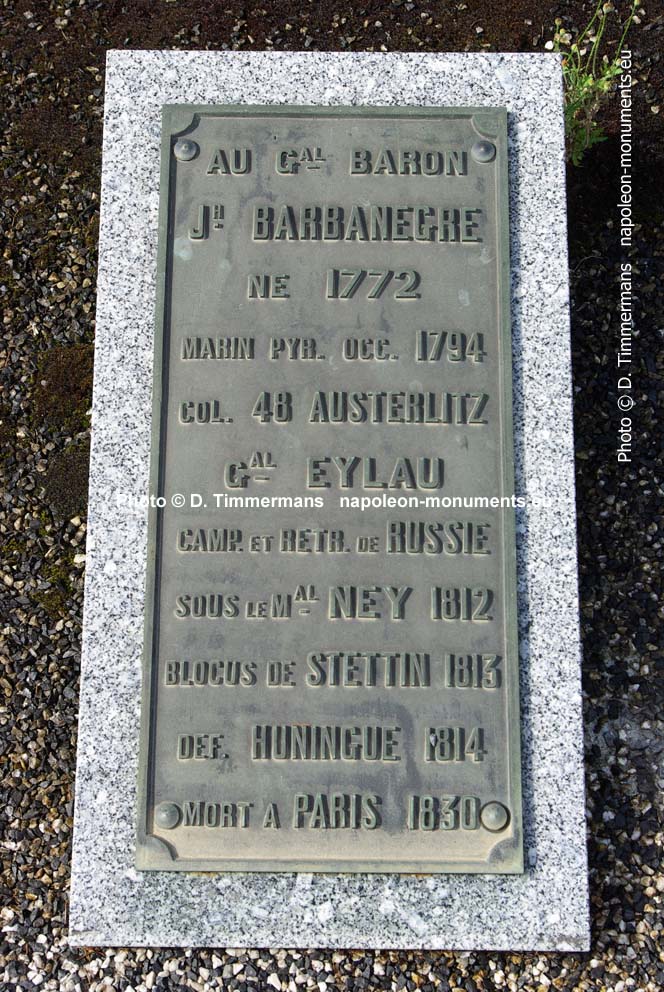 AU GAL BARON
JH BARBANEGRE
NE 1772
MARIN PYR. OCC. 1794
COL. 48 AUSTERLITZ
GAL EYLAU
CAMP. ET RETR. DE RUSSIE
SOUS LE MAL NEY 1812
BLOCUS DE STETTIN 1813
DEF. HUNINGUE 1814
MORT A PARIS 1830
Photo © D. Timmermans napoleon-monuments.eu
Photo © D. Timmermans napoleon-monuments.eu